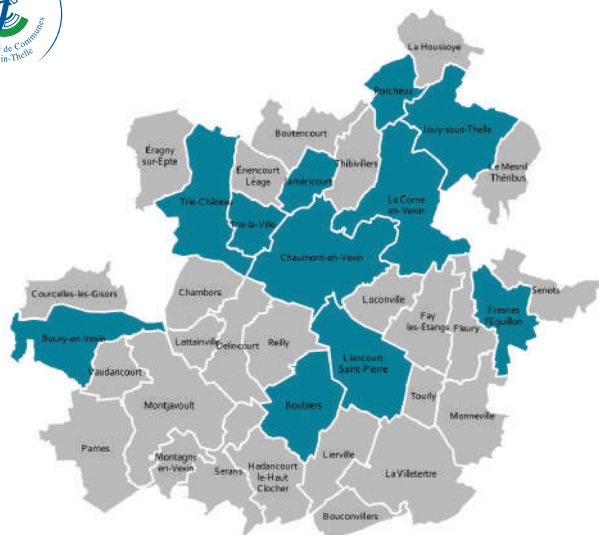 de Communes
in-Thelle
La Houssoye
Porcheux
Jouy-sous-Thelle
Boutencourt
Éragny
sur-Epte
Thibivillers
Énencourt
Léage
Jaméricourt
Le Mesnil
Théribus
Trie-Château
La Corne
en-Vexin
Trie-la-Ville
Chaumont-en-Vexin
Courcelles-les-Gisors
Chambors
Loconville
Senots
Fresnes
l'Eguillon
Fay
les-Étangs
Fleury
Boury-en-Vexin
Lattainville
Delincourt
Reilly
Liancourt
Saint-Pierre
Vaudancourt
Tourly
Montjavoult
Boubiers
Monneville
Parnes
Montagny
en-Vexin
Serans
Hadancourt
le-Haut
Clocher
Lierville
La Villetertre
Bouconvillers